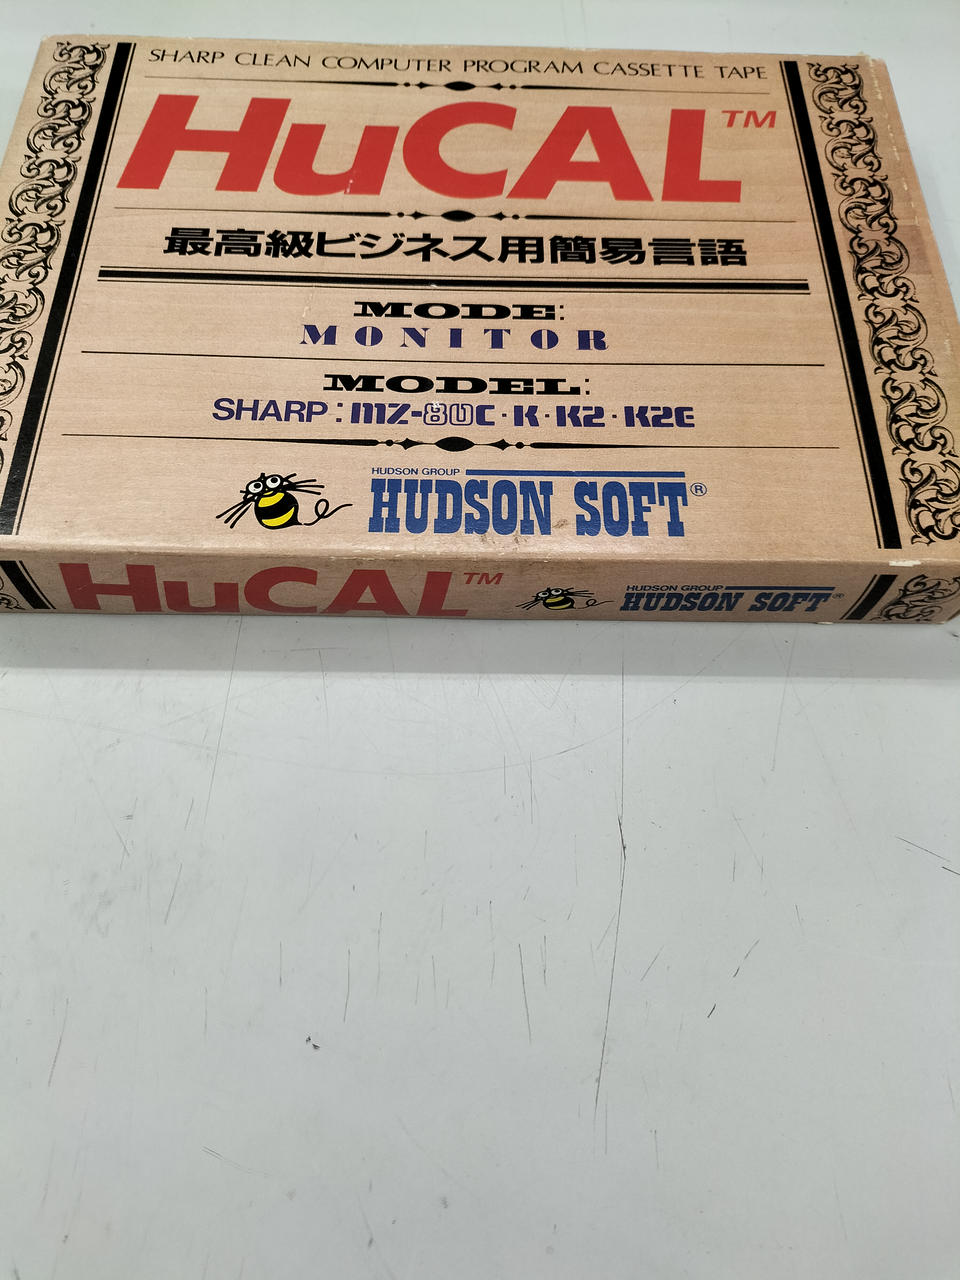 SHARP CLEAN COMPUTER PROGRAM CASSETTE TAPE
HuCAL™
最高級ビジネス用簡易言語
MODE:
MONITOR
MODEL:
SHARP:MZ-80C・K・K2・K2E
HUDSON GROUP
HUDSON SOFT®
HuCAL™
HUDSON GROUP
HUDSON SOFT®